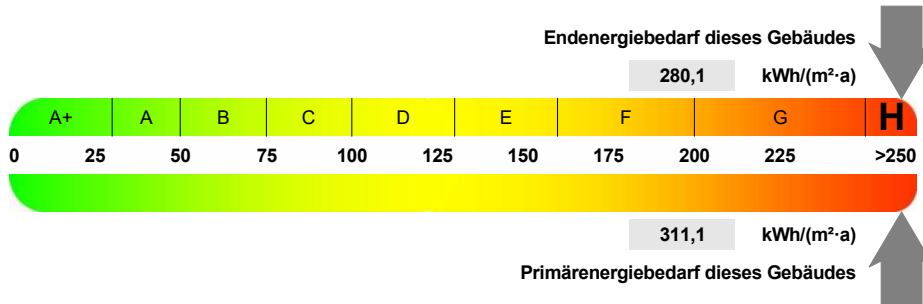 Endenergiebedarf dieses Gebäudes
280,1 kWh/(m²·a)
A+ A B C D E F G H
0 25 50 75 100 125 150 175 200 225 >250
311,1 kWh/(m²·a)
Primärenergiebedarf dieses Gebäudes